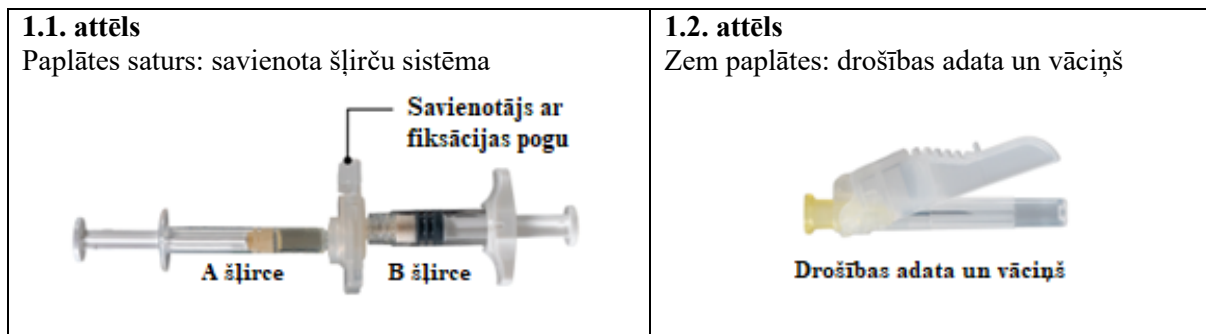 1.1. attēls
Paplātes saturs: savienota šļirču sistēma
Savienotājs ar
fiksācijas pogu
A šļirce
B šļirce
1.2. attēls
Zem paplātes: drošības adata un vāciņš
Drošības adata un vāciņš